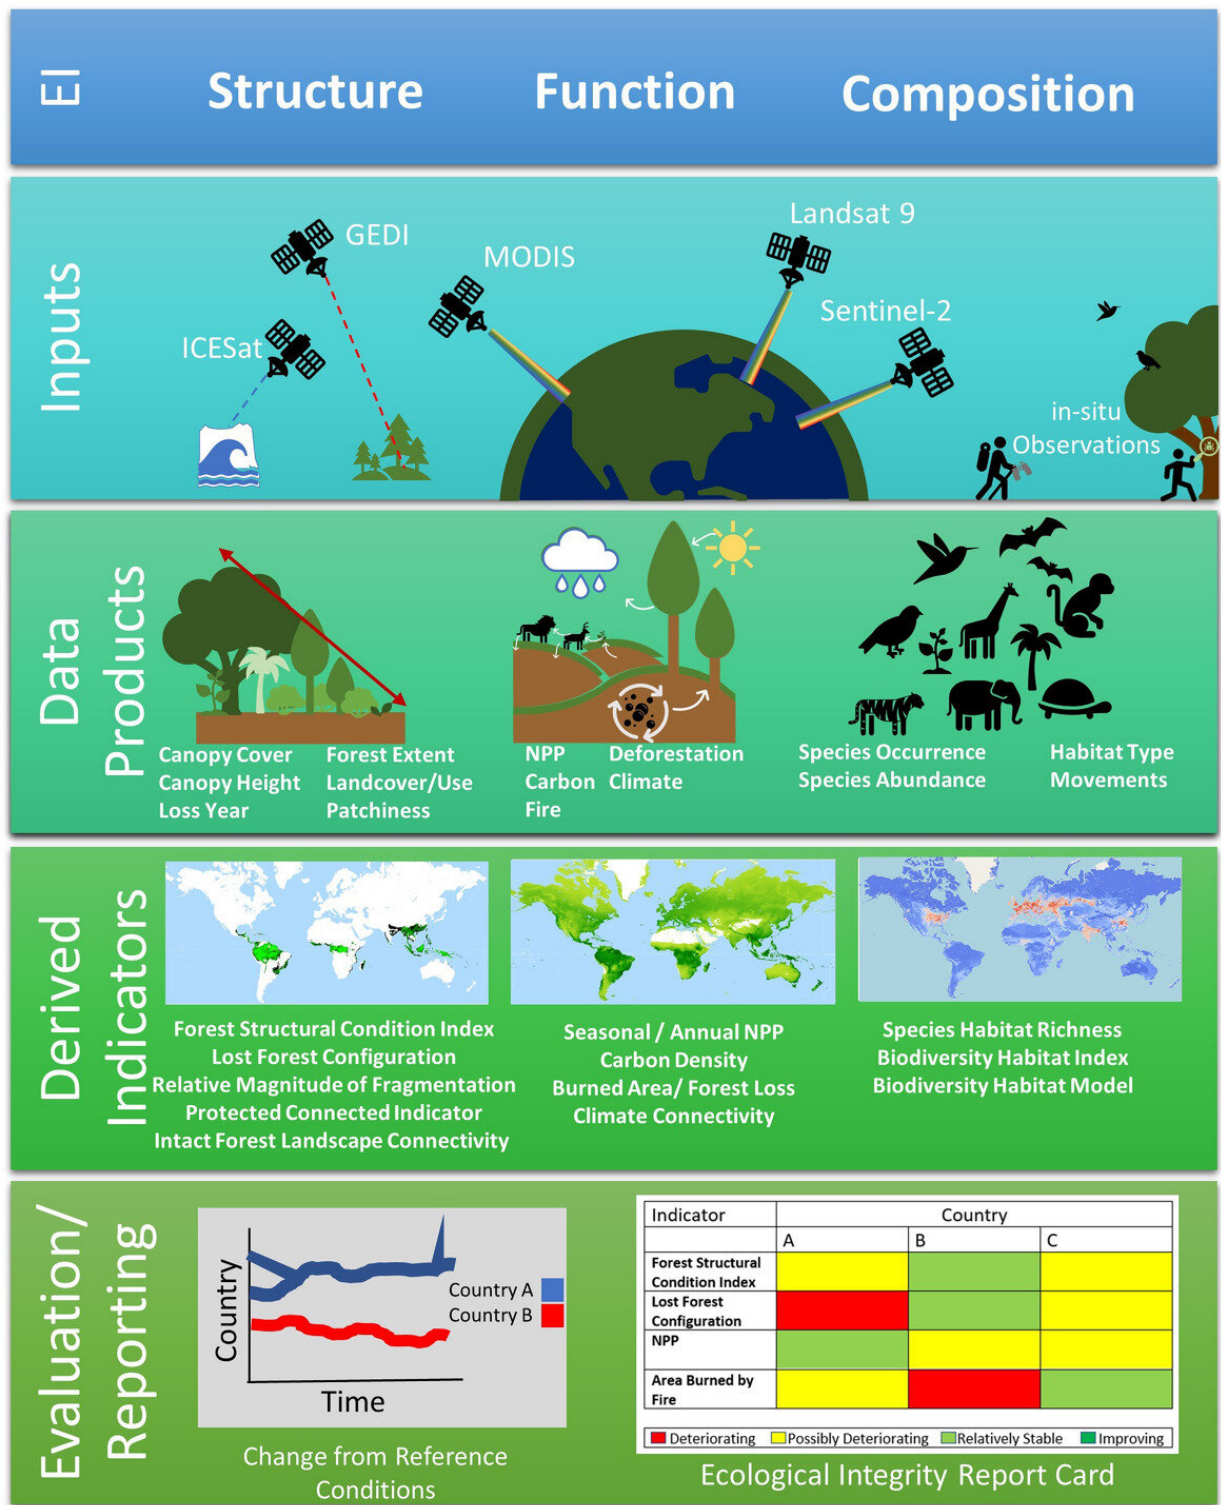 EI
Structure
Function
Composition
Inputs
GEDI
ICESat
MODIS
Landsat 9
Sentinel-2
in-situ
Observations
Data
Products
Canopy Cover
Canopy Height
Loss Year
Forest Extent
Landcover/Use
Patchiness
NPP
Carbon
Fire
Deforestation
Climate
Species Occurrence
Species Abundance
Habitat Type
Movements
Derived
Indicators
Forest Structural Condition Index
Lost Forest Configuration
Relative Magnitude of Fragmentation
Protected Connected Indicator
Intact Forest Landscape Connectivity
Seasonal / Annual NPP
Carbon Density
Burned Area/ Forest Loss
Climate Connectivity
Species Habitat Richness
Biodiversity Habitat Index
Biodiversity Habitat Model
Evaluation/
Reporting
Country
Time
Country A
Country B
Change from Reference
Conditions
Indicator
Country
A
B
C
Forest Structural
Condition Index
Lost Forest
Configuration
NPP
Area Burned by
Fire
Deteriorating
Possibly Deteriorating
Relatively Stable
Improving
Ecological Integrity Report Card